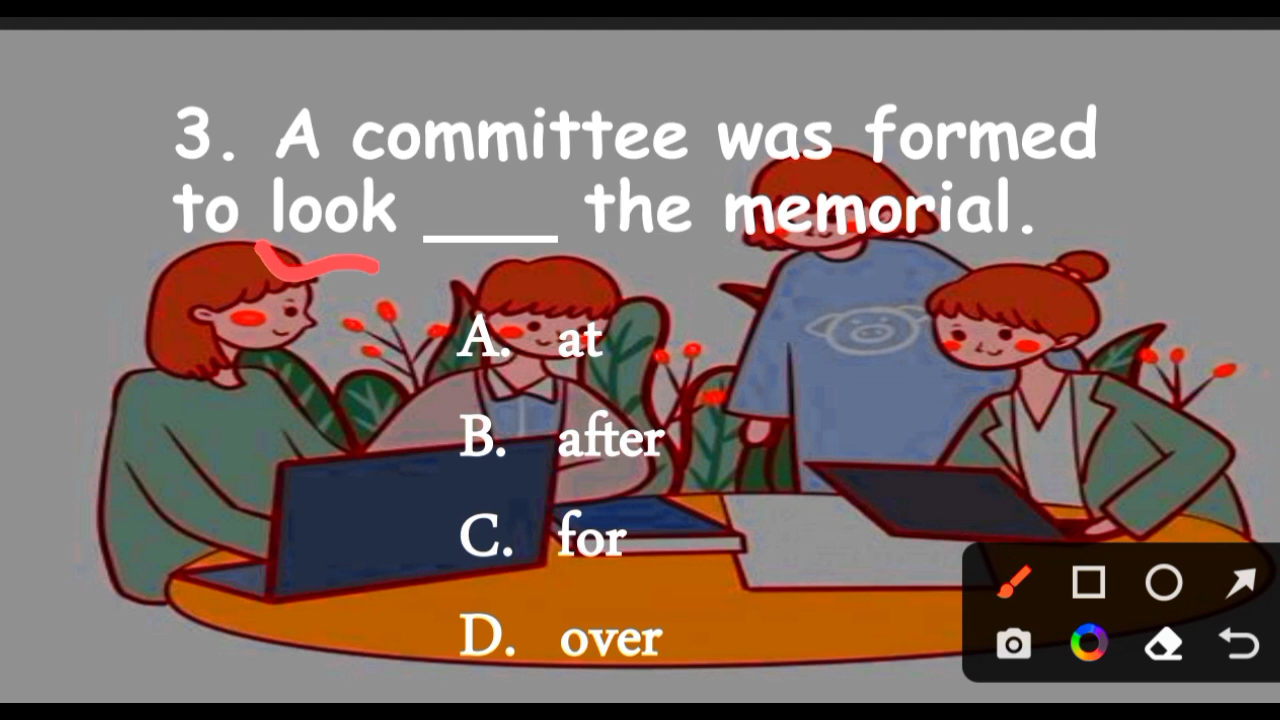 3. A committee was formed
to look ____ the memorial.
A. at
B. after
C. for
D. over